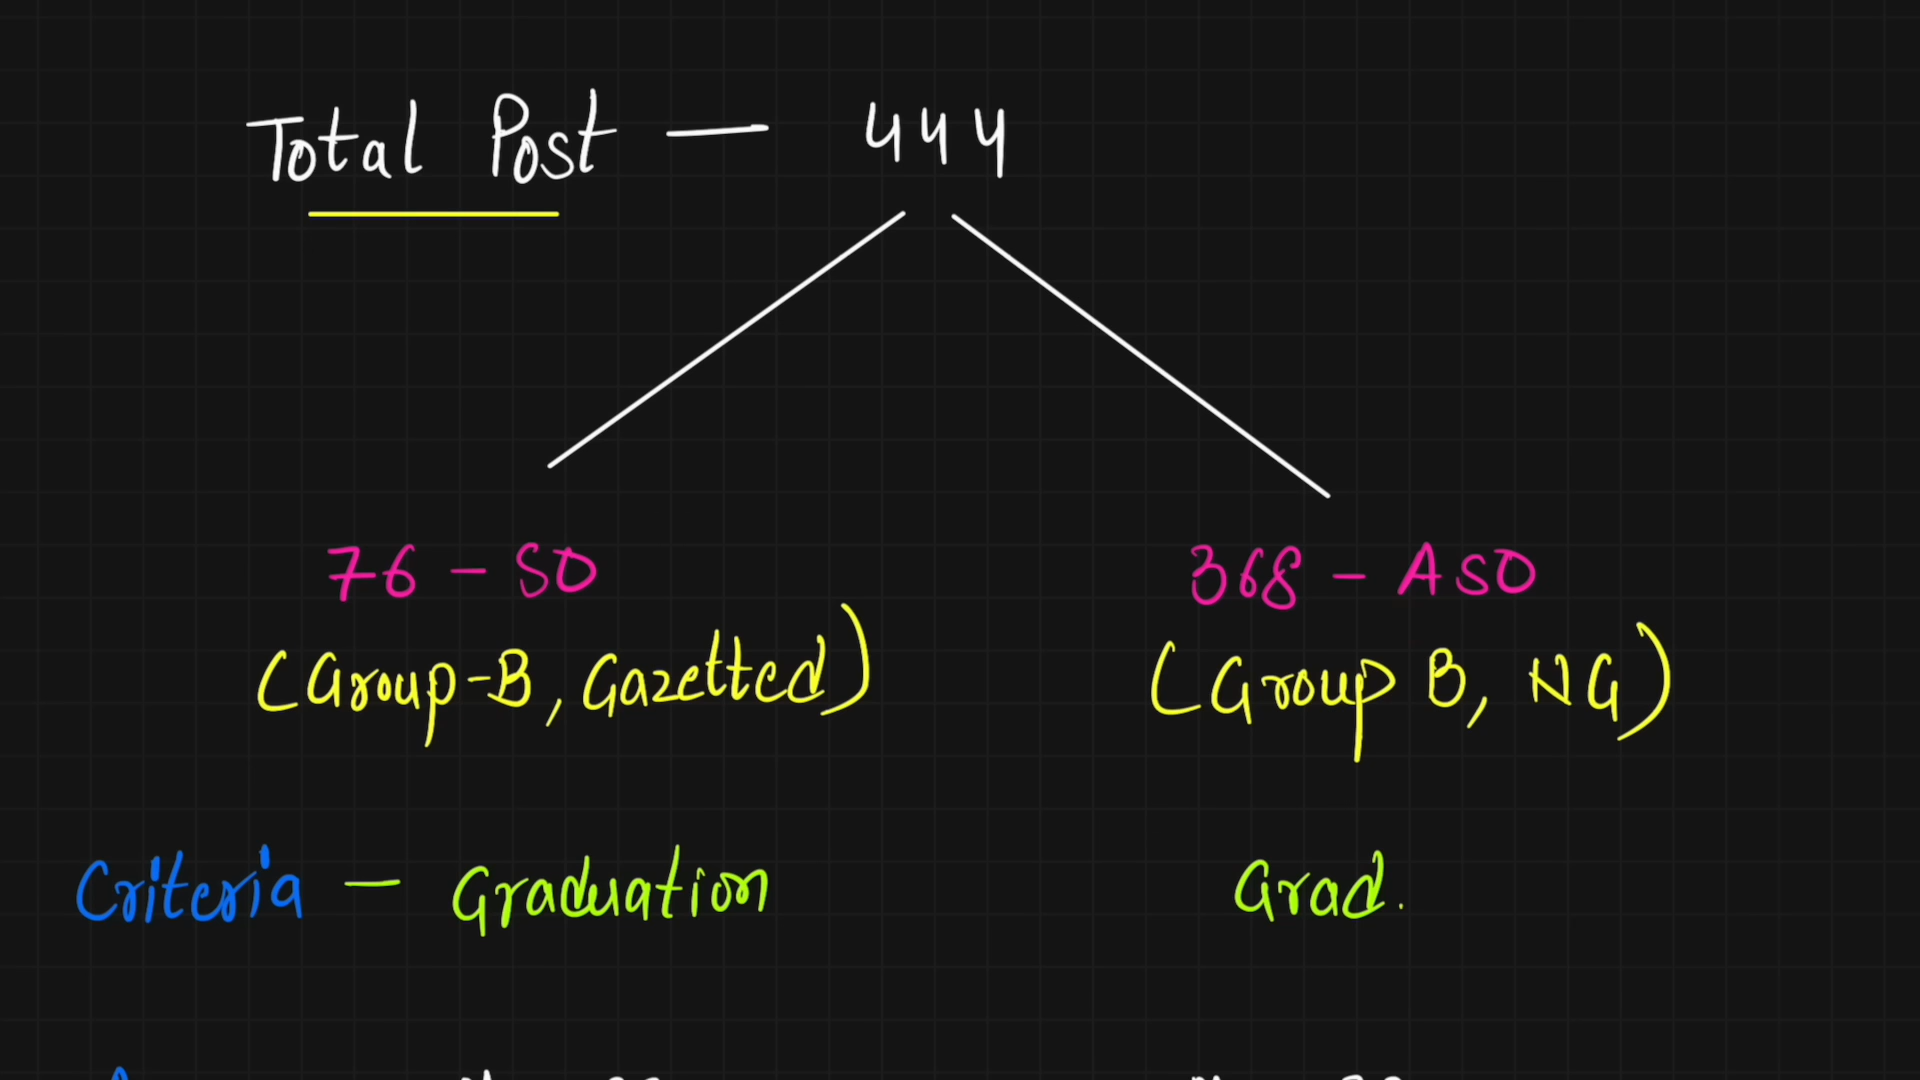 Total Post — 444
76 - SO
368 - ASO
(Group-B, Gazetted)
(Group B, NG)
Criteria — Graduation
Grad.